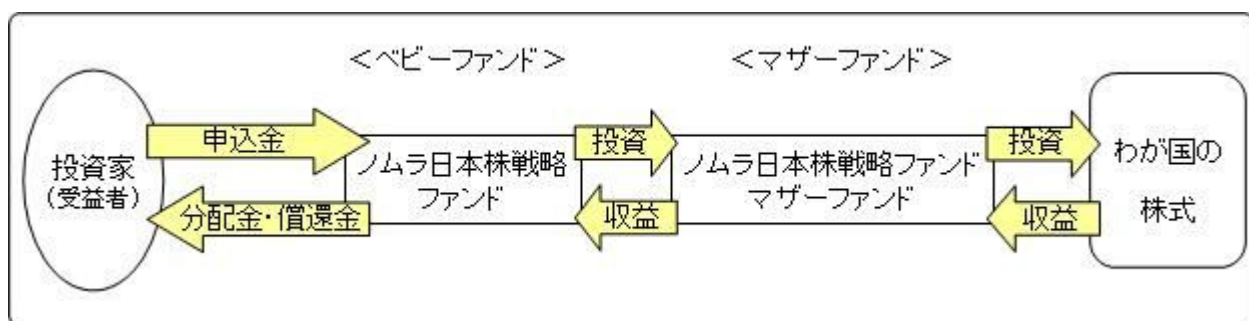 ＜ベビーファンド＞
＜マザーファンド＞
投資家
（受益者）
申込金
分配金・償還金
ノムラ日本株戦略
ファンド
投資
収益
ノムラ日本株戦略ファンド
マザーファンド
投資
収益
わが国の
株式